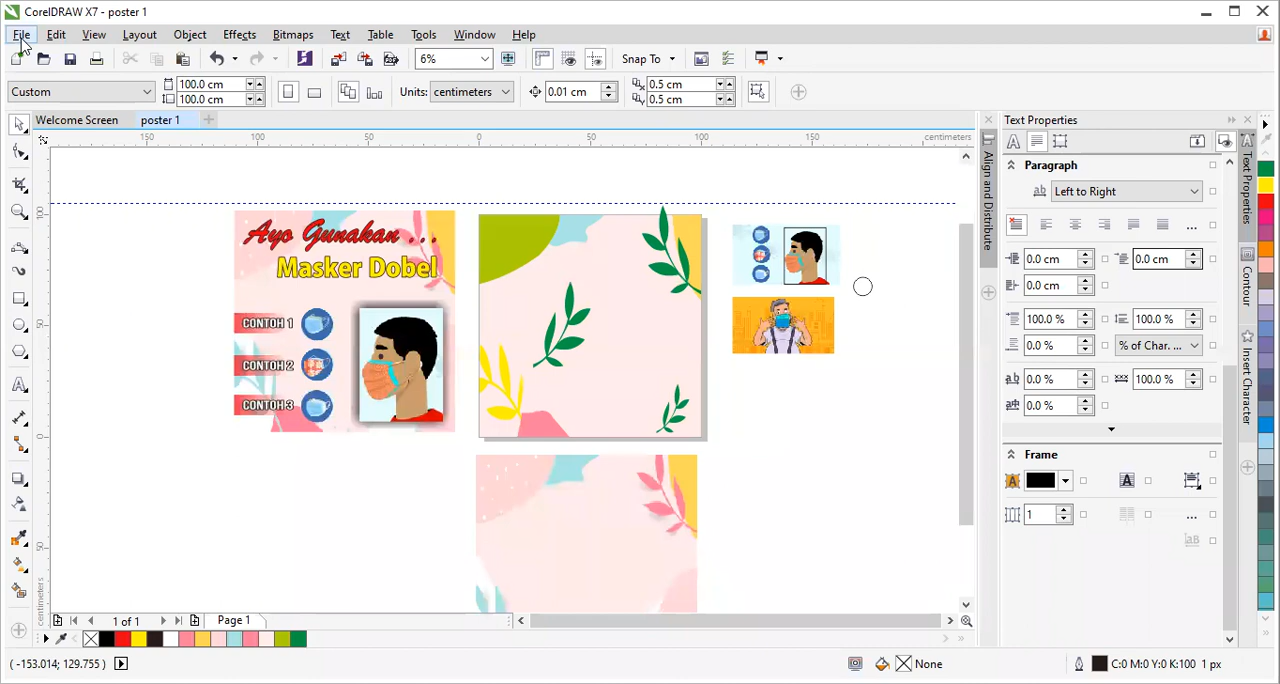 CorelDRAW X7 - poster 1
File Edit View Layout Object Effects Bitmaps Text Table Tools Window Help
6% Snap To
Custom 100.0 cm 100.0 cm Units: centimeters 0.01 cm 0.5 cm 0.5 cm
Welcome Screen poster 1
150 100 50 0 50 100 150 centimeters
100
50
0
50
centimeters
Ayo Gunakan ...
Masker Dobel
CONTOH 1
CONTOH 2
CONTOH 3
Align and Distribute
Text Properties
Paragraph
Left to Right
0.0 cm 0.0 cm
0.0 cm
100.0 % 100.0 %
0.0 % % of Char. ...
0.0 % 100.0 %
0.0 %
Frame
1
Text Properties
Contour
Insert Character
1 of 1 Page 1
( -153.014; 129.755 ) None C:0 M:0 Y:0 K:100 1 px